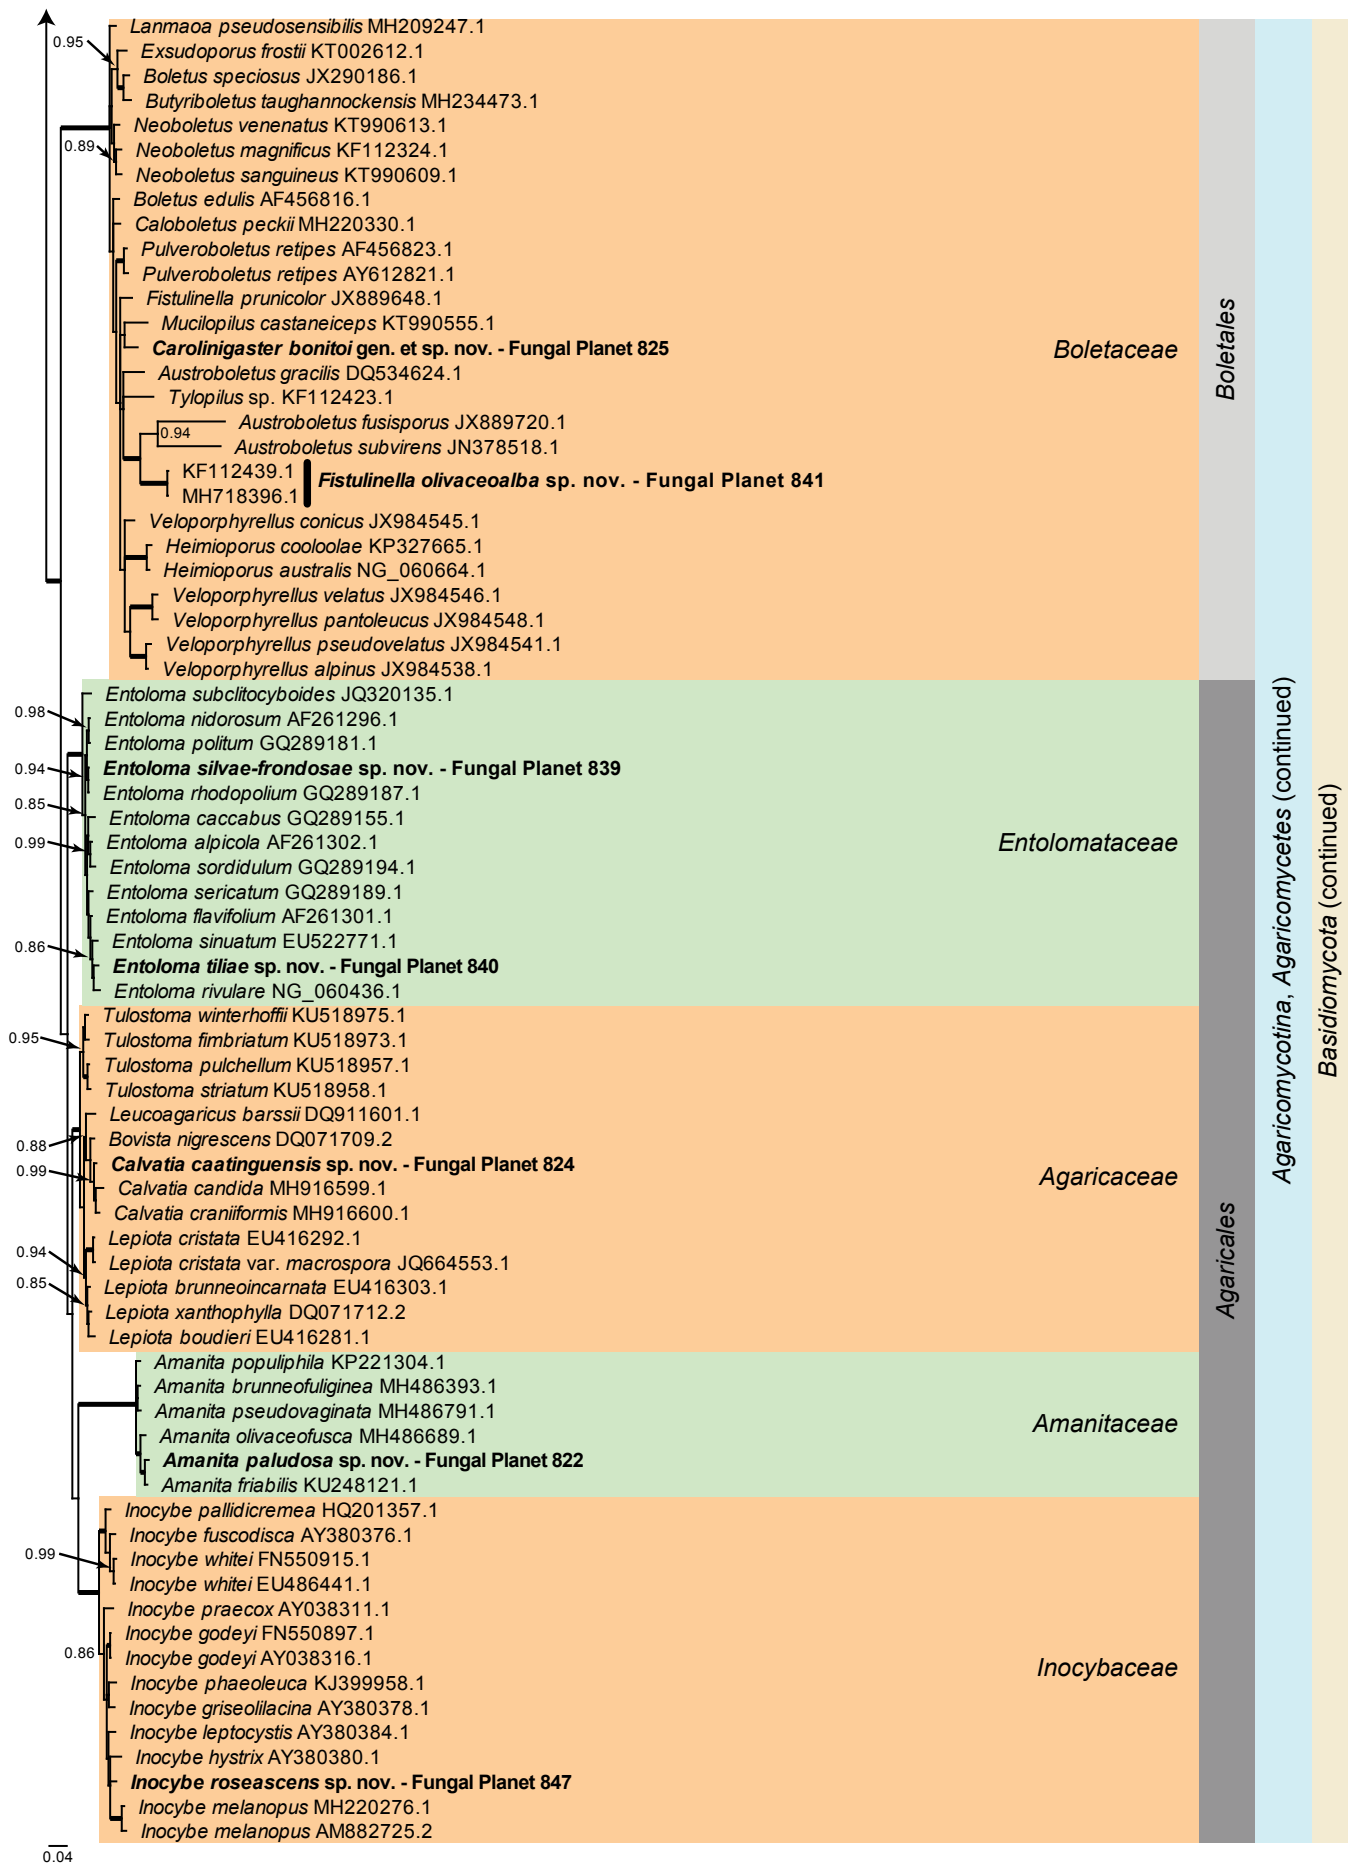 Lanmaoa pseudosensibilis MH209247.1
0.95
Exsudoporus frostii KT002612.1
Boletus speciosus JX290186.1
Butyriboletus taughannockensis MH234473.1
Neoboletus venenatus KT990613.1
0.89
Neoboletus magnificus KF112324.1
Neoboletus sanguineus KT990609.1
Boletus edulis AF456816.1
Caloboletus peckii MH220330.1
Pulveroboletus retipes AF456823.1
Pulveroboletus retipes AY612821.1
Fistulinella prunicolor JX889648.1
Mucilopilus castaneiceps KT990555.1
Carolinigaster bonitoi gen. et sp. nov. - Fungal Planet 825
Boletaceae
Boletales
Austroboletus gracilis DQ534624.1
Tylopilus sp. KF112423.1
Austroboletus fusisporus JX889720.1
0.94
Austroboletus subvirens JN378518.1
KF112439.1
MH718396.1
Fistulinella olivaceoalba sp. nov. - Fungal Planet 841
Veloporphyrellus conicus JX984545.1
Heimioporus cooloolae KP327665.1
Heimioporus australis NG_060664.1
Veloporphyrellus velatus JX984546.1
Veloporphyrellus pantoleucus JX984548.1
Veloporphyrellus pseudovelatus JX984541.1
Veloporphyrellus alpinus JX984538.1
Entoloma subclitocyboides JQ320135.1
0.98
Entoloma nidorosum AF261296.1
Entoloma politum GQ289181.1
0.94
Entoloma silvae-frondosae sp. nov. - Fungal Planet 839
Entoloma rhodopolium GQ289187.1
0.85
Entoloma caccabus GQ289155.1
0.99
Entoloma alpicola AF261302.1
Entolomataceae
Entoloma sordidulum GQ289194.1
Entoloma sericatum GQ289189.1
Entoloma flavifolium AF261301.1
Entoloma sinuatum EU522771.1
0.86
Entoloma tiliae sp. nov. - Fungal Planet 840
Entoloma rivulare NG_060436.1
Agaricomycotina, Agaricomycetes (continued)
Basidiomycota (continued)
Tulostoma winterhoffii KU518975.1
0.95
Tulostoma fimbriatum KU518973.1
Tulostoma pulchellum KU518957.1
Tulostoma striatum KU518958.1
Leucoagaricus barssii DQ911601.1
0.88
Bovista nigrescens DQ071709.2
0.99
Calvatia caatinguensis sp. nov. - Fungal Planet 824
Agaricaceae
Calvatia candida MH916599.1
Calvatia craniiformis MH916600.1
Lepiota cristata EU416292.1
0.94
Lepiota cristata var. macrospora JQ664553.1
0.85
Lepiota brunneoincarnata EU416303.1
Lepiota xanthophylla DQ071712.2
Lepiota boudieri EU416281.1
Agaricales
Amanita populiphila KP221304.1
Amanita brunneofuliginea MH486393.1
Amanita pseudovaginata MH486791.1
Amanitaceae
Amanita olivaceofusca MH486689.1
Amanita paludosa sp. nov. - Fungal Planet 822
Amanita friabilis KU248121.1
Inocybe pallidicremea HQ201357.1
Inocybe fuscodisca AY380376.1
0.99
Inocybe whitei FN550915.1
Inocybe whitei EU486441.1
Inocybe praecox AY038311.1
Inocybe godeyi FN550897.1
0.86
Inocybe godeyi AY038316.1
Inocybaceae
Inocybe phaeoleuca KJ399958.1
Inocybe griseolilacina AY380378.1
Inocybe leptocystis AY380384.1
Inocybe hystrix AY380380.1
Inocybe roseascens sp. nov. - Fungal Planet 847
Inocybe melanopus MH220276.1
Inocybe melanopus AM882725.2
0.04